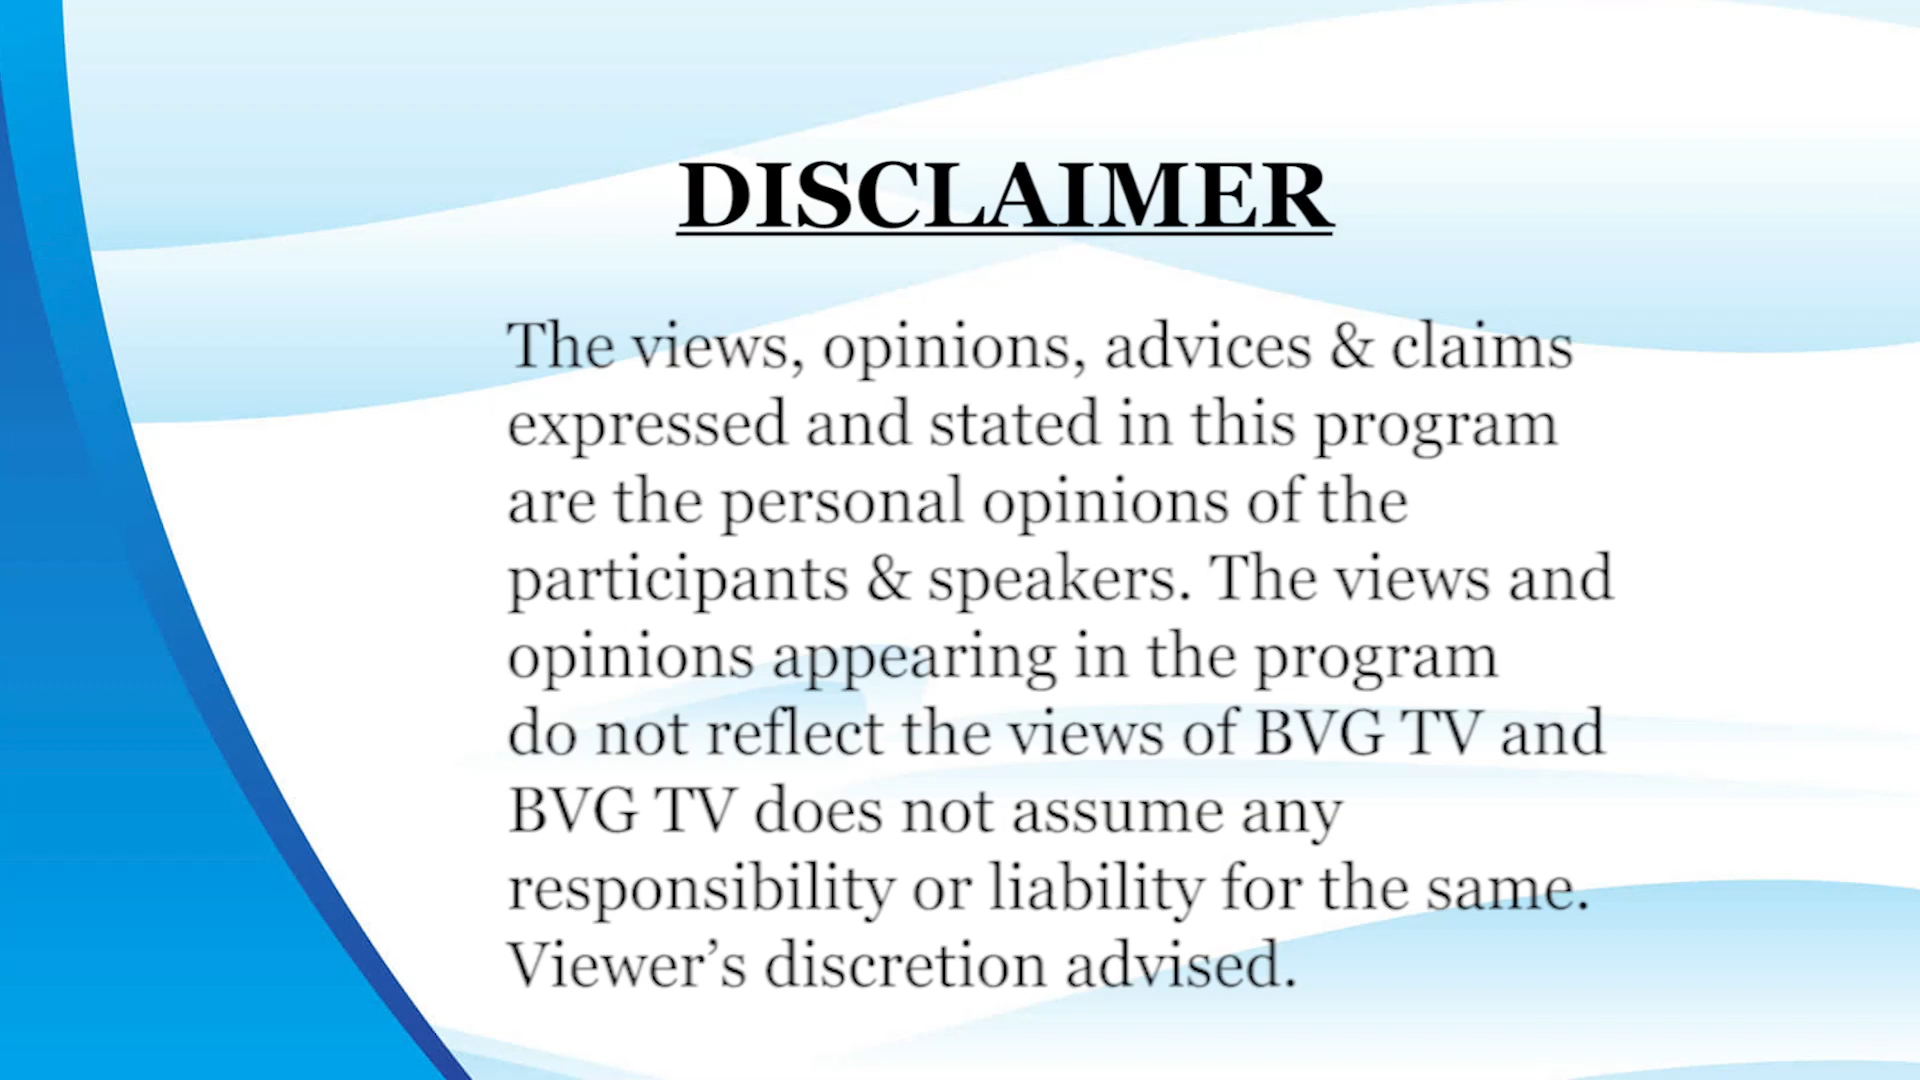 DISCLAIMER
The views, opinions, advices & claims
expressed and stated in this program
are the personal opinions of the
participants & speakers. The views and
opinions appearing in the program
do not reflect the views of BVG TV and
BVG TV does not assume any
responsibility or liability for the same.
Viewer’s discretion advised.